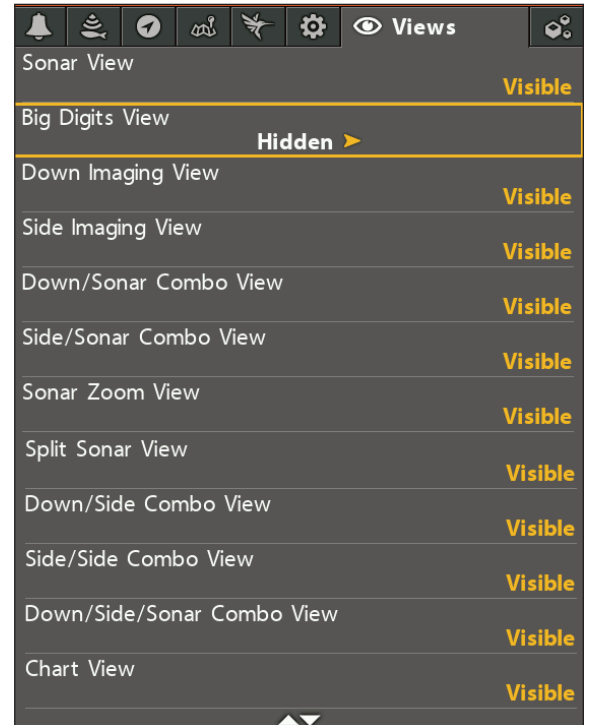 Views
Sonar View
Visible
Big Digits View
Hidden
Down Imaging View
Visible
Side Imaging View
Visible
Down/Sonar Combo View
Visible
Side/Sonar Combo View
Visible
Sonar Zoom View
Visible
Split Sonar View
Visible
Down/Side Combo View
Visible
Side/Side Combo View
Visible
Down/Side/Sonar Combo View
Visible
Chart View
Visible